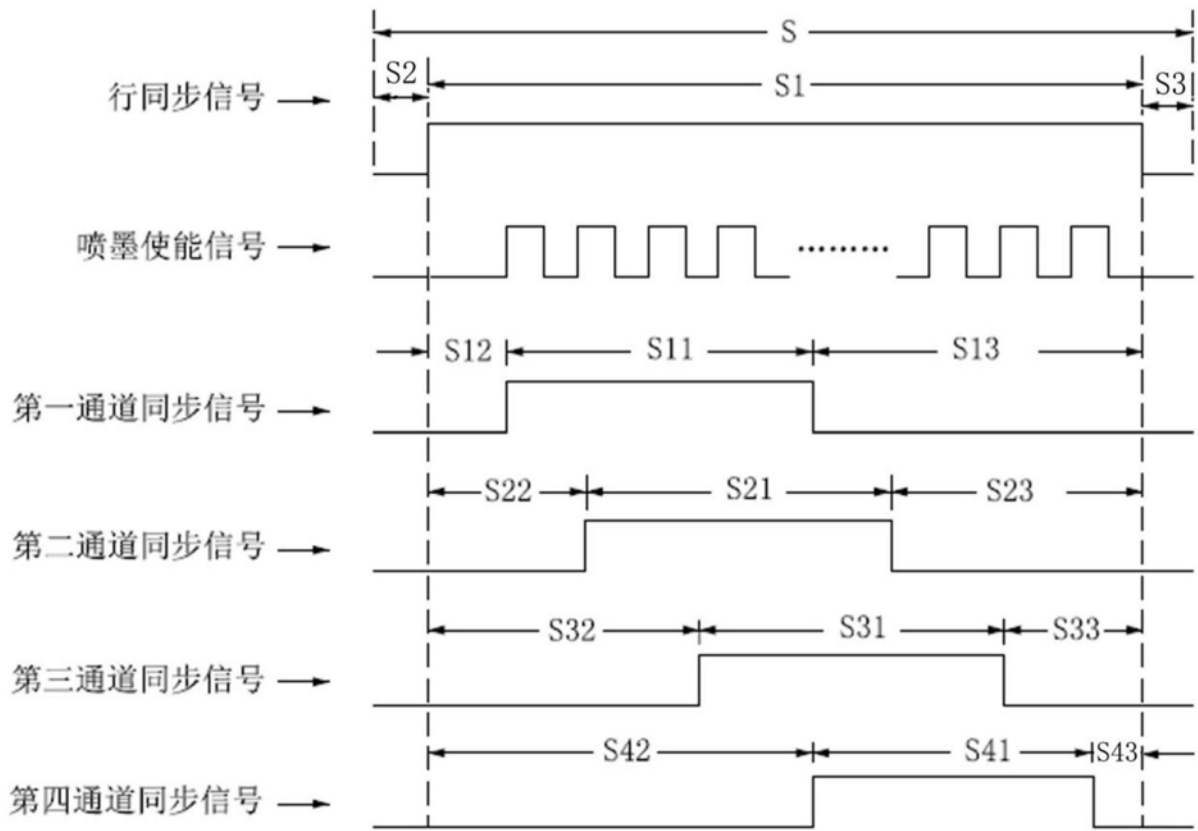 S
行同步信号
S2
S1
S3
喷墨使能信号
S12
S11
S13
第一通道同步信号
S22
S21
S23
第二通道同步信号
S32
S31
S33
第三通道同步信号
S42
S41
S43
第四通道同步信号